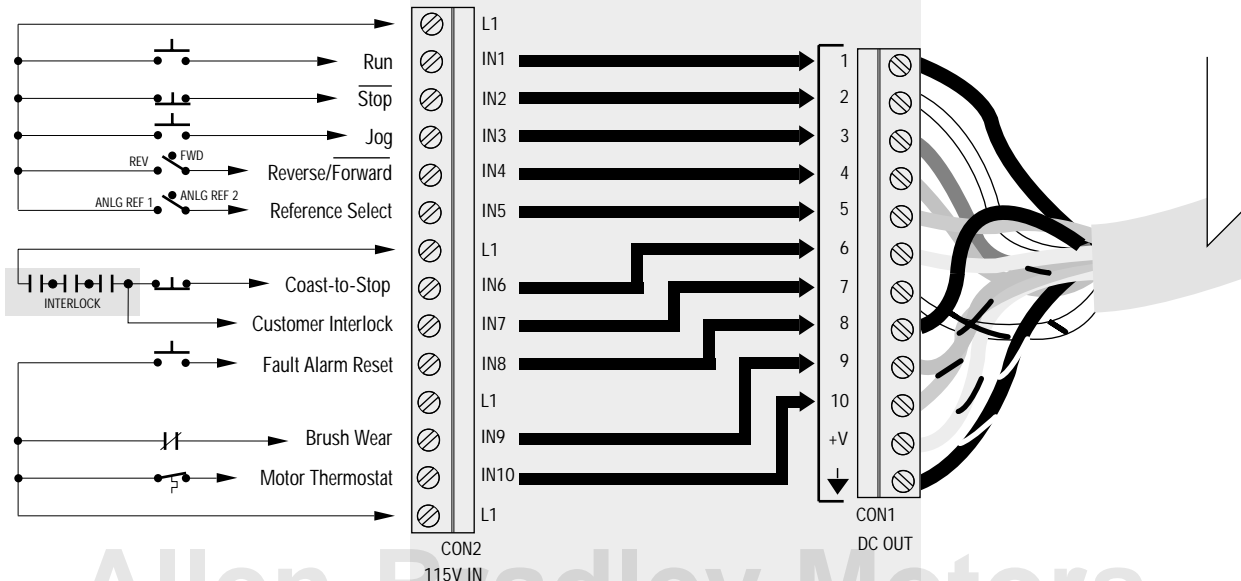 L1
Run IN1 1
Stop IN2 2
Jog IN3 3
REV FWD Reverse/Forward IN4 4
ANLG REF 1 ANLG REF 2 Reference Select IN5 5
L1 6
INTERLOCK Coast-to-Stop IN6 7
Customer Interlock IN7 8
Fault Alarm Reset IN8 9
L1 10
Brush Wear IN9 +V
Motor Thermostat IN10
L1
CON1
DC OUT
CON2
115V IN
Allen Bradley Motors